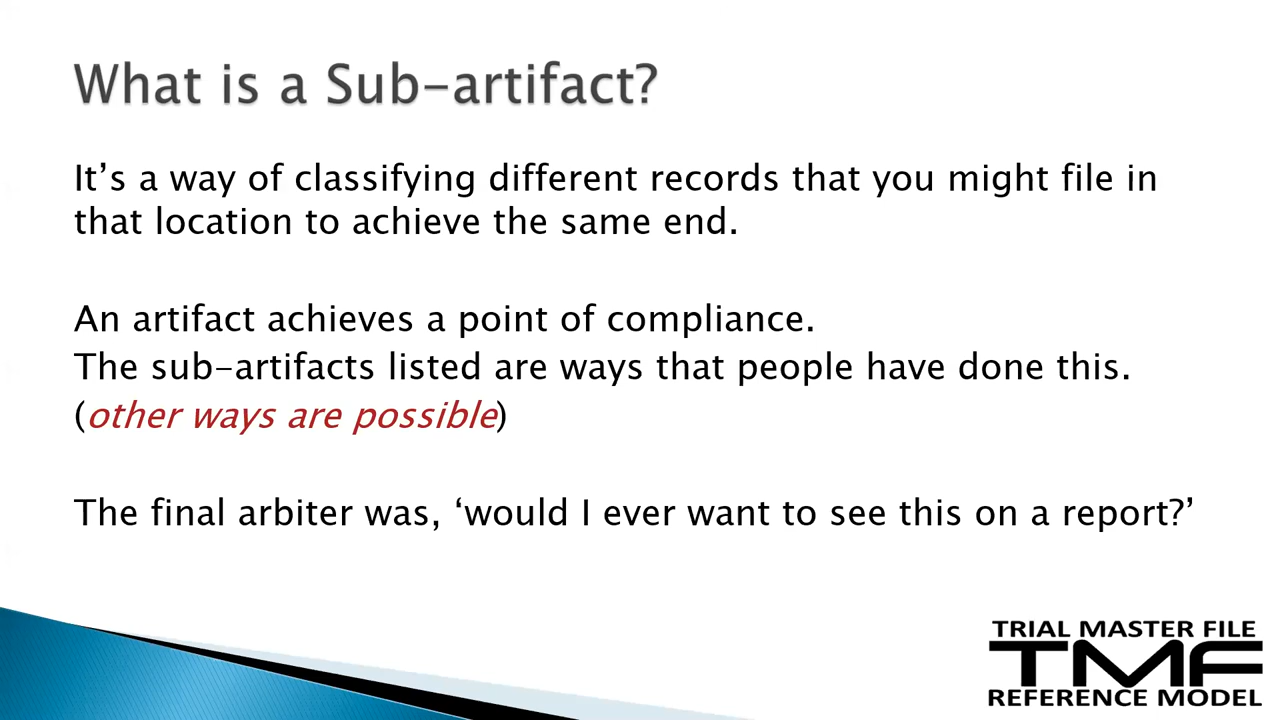 What is a Sub-artifact?
It’s a way of classifying different records that you might file in
that location to achieve the same end.
An artifact achieves a point of compliance.
The sub-artifacts listed are ways that people have done this.
(other ways are possible)
The final arbiter was, ‘would I ever want to see this on a report?’
TRIAL MASTER FILE
TMF
REFERENCE MODEL